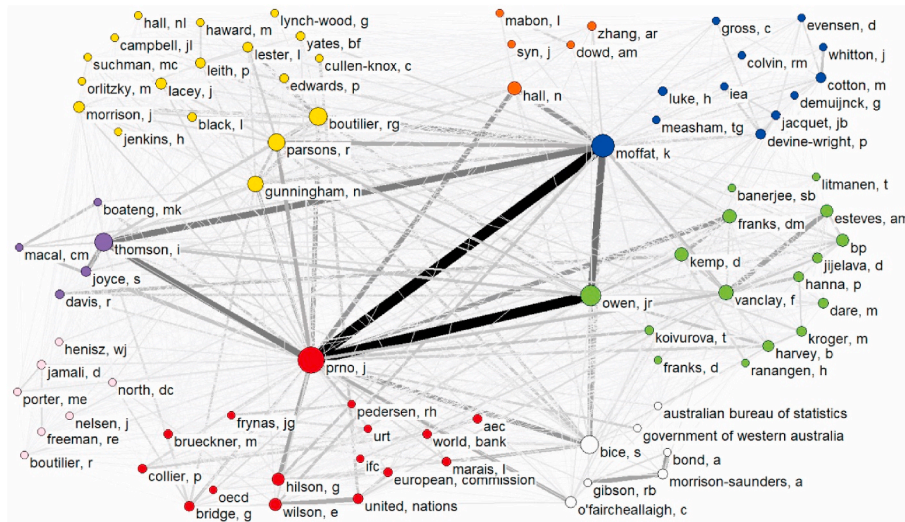 hall, nl
haward, m
lynch-wood, g
campbell, jl
lester, l
yates, bf
suchman, mc
leith, p
cullen-knox, c
orlitzky, m
lacey, j
edwards, p
morrison, j
black, l
boutilier, rg
jenkins, h
parsons, r
gunningham, n
mabon, l
zhang, ar
syn, j
dowd, am
hall, n
gross, c
evensen, d
colvin, rm
whitton, j
luke, h
iea
cotton, m
demuijnck, g
measham, tg
jacquet, jb
devine-wright, p
moffat, k
boateng, mk
macal, cm
thomson, i
joyce, s
davis, r
litmanen, t
banerjee, sb
franks, dm
esteves, am
kemp, d
bp
jijelava, d
hanna, p
owen, jr
vanclay, f
dare, m
koivurova, t
kroger, m
harvey, b
franks, d
ranangen, h
prno, j
henisz, wj
jamali, d
porter, me
north, dc
nelsen, j
freeman, re
boutilier, r
frynas, jg
pedersen, rh
brueckner, m
urt
world, bank
aec
collier, p
hilson, g
ifc
marais, l
european, commission
oecd
bridge, g
wilson, e
united, nations
australian bureau of statistics
government of western australia
bice, s
bond, a
gibson, rb
morrison-saunders, a
o'faircheallaigh, c